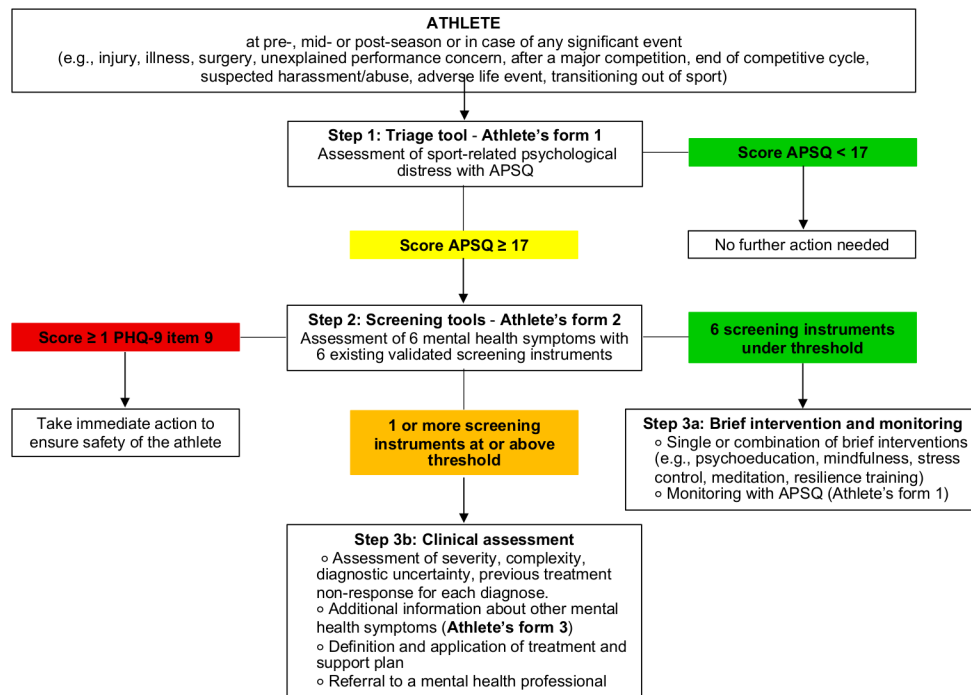 ATHLETE
at pre-, mid- or post-season or in case of any significant event
(e.g., injury, illness, surgery, unexplained performance concern, after a major competition, end of competitive cycle,
suspected harassment/abuse, adverse life event, transitioning out of sport)
Step 1: Triage tool - Athlete's form 1
Assessment of sport-related psychological
distress with APSQ
Score APSQ < 17
No further action needed
Score APSQ ≥ 17
Step 2: Screening tools - Athlete's form 2
Assessment of 6 mental health symptoms with
6 existing validated screening instruments
Score ≥ 1 PHQ-9 item 9
Take immediate action to
ensure safety of the athlete
6 screening instruments
under threshold
Step 3a: Brief intervention and monitoring
∘ Single or combination of brief interventions
(e.g., psychoeducation, mindfulness, stress
control, meditation, resilience training)
∘ Monitoring with APSQ (Athlete's form 1)
1 or more screening
instruments at or above
threshold
Step 3b: Clinical assessment
∘ Assessment of severity, complexity,
diagnostic uncertainty, previous treatment
non-response for each diagnose.
∘ Additional information about other mental
health symptoms (Athlete's form 3)
∘ Definition and application of treatment and
support plan
∘ Referral to a mental health professional